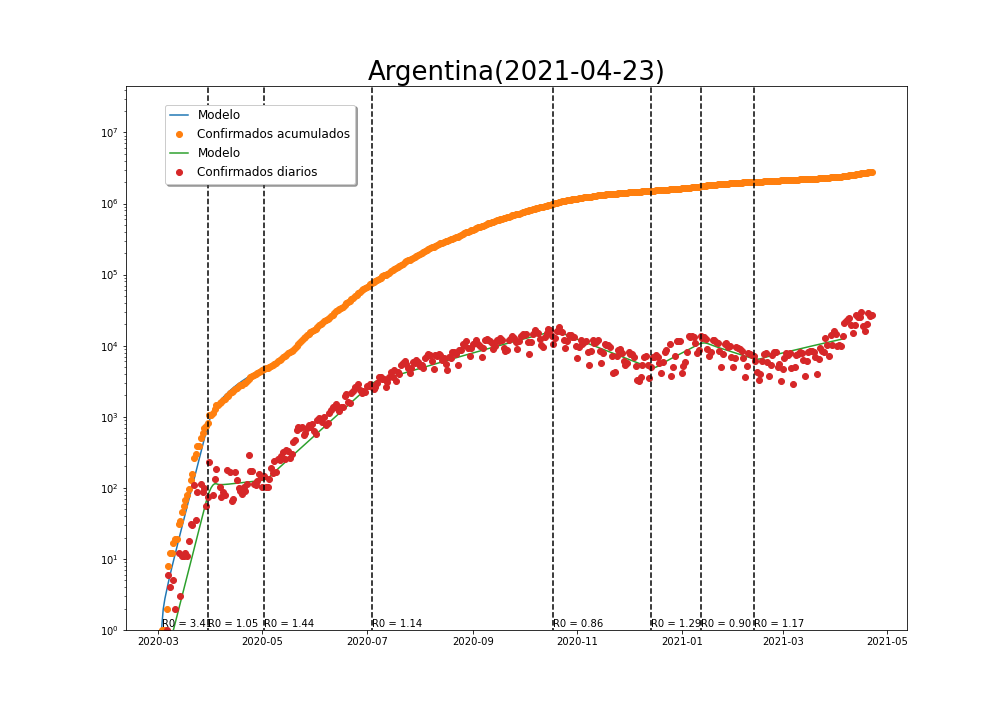 Argentina(2021-04-23)
Modelo
Confirmados acumulados
Modelo
Confirmados diarios
10⁷
10⁶
10⁵
10⁴
10³
10²
10¹
10⁰
R0 = 3.41 R0 = 1.05 R0 = 1.44 R0 = 1.14 R0 = 0.86 R0 = 1.29 R0 = 0.90 R0 = 1.17
2020-03 2020-05 2020-07 2020-09 2020-11 2021-01 2021-03 2021-05